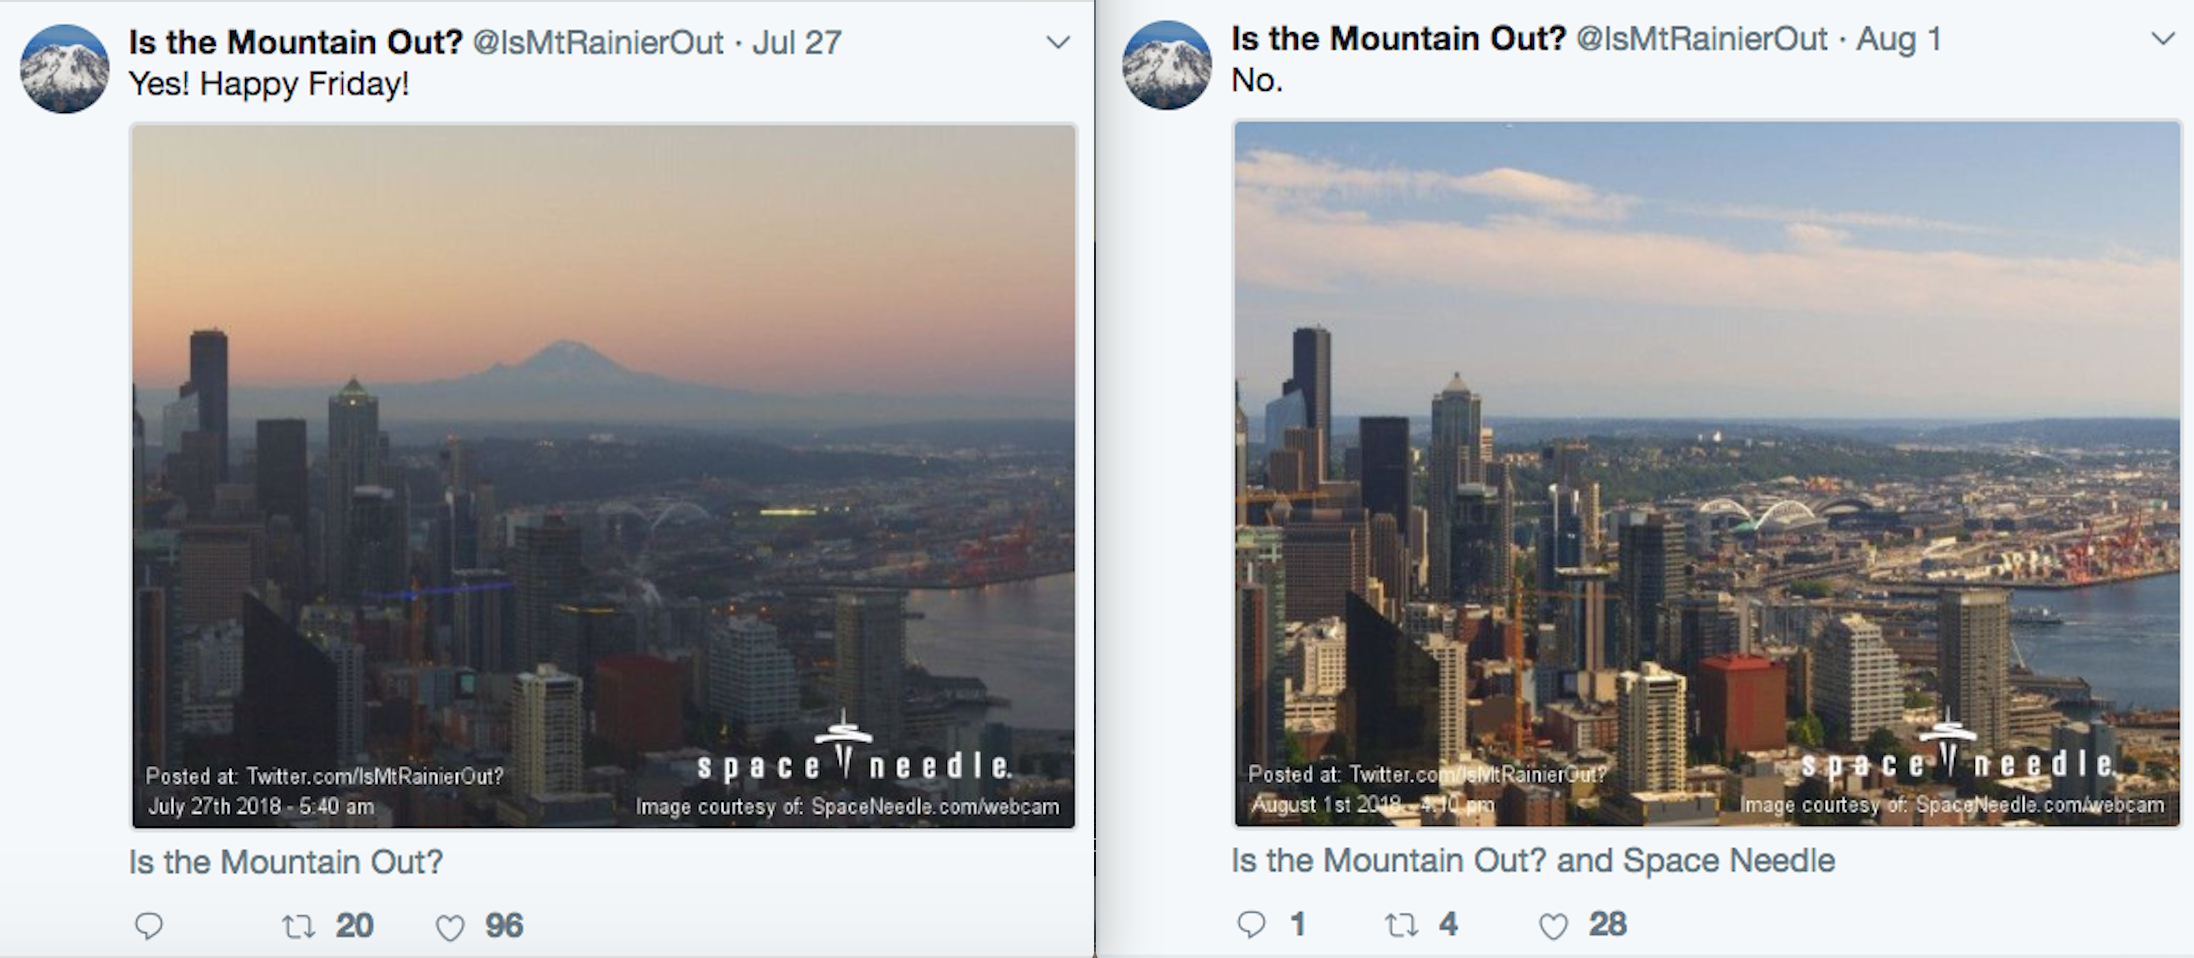 Is the Mountain Out? @IsMtRainierOut · Jul 27
Yes! Happy Friday!
space needle.
Posted at: Twitter.com/IsMtRainierOut?
July 27th 2018 - 5:40 am
Image courtesy of: SpaceNeedle.com/webcam
Is the Mountain Out?
20
96
Is the Mountain Out? @IsMtRainierOut · Aug 1
No.
space needle.
Posted at: Twitter.com/IsMtRainierOut?
August 1st 2018 - 4:10 pm
Image courtesy of: SpaceNeedle.com/webcam
Is the Mountain Out? and Space Needle
1
4
28